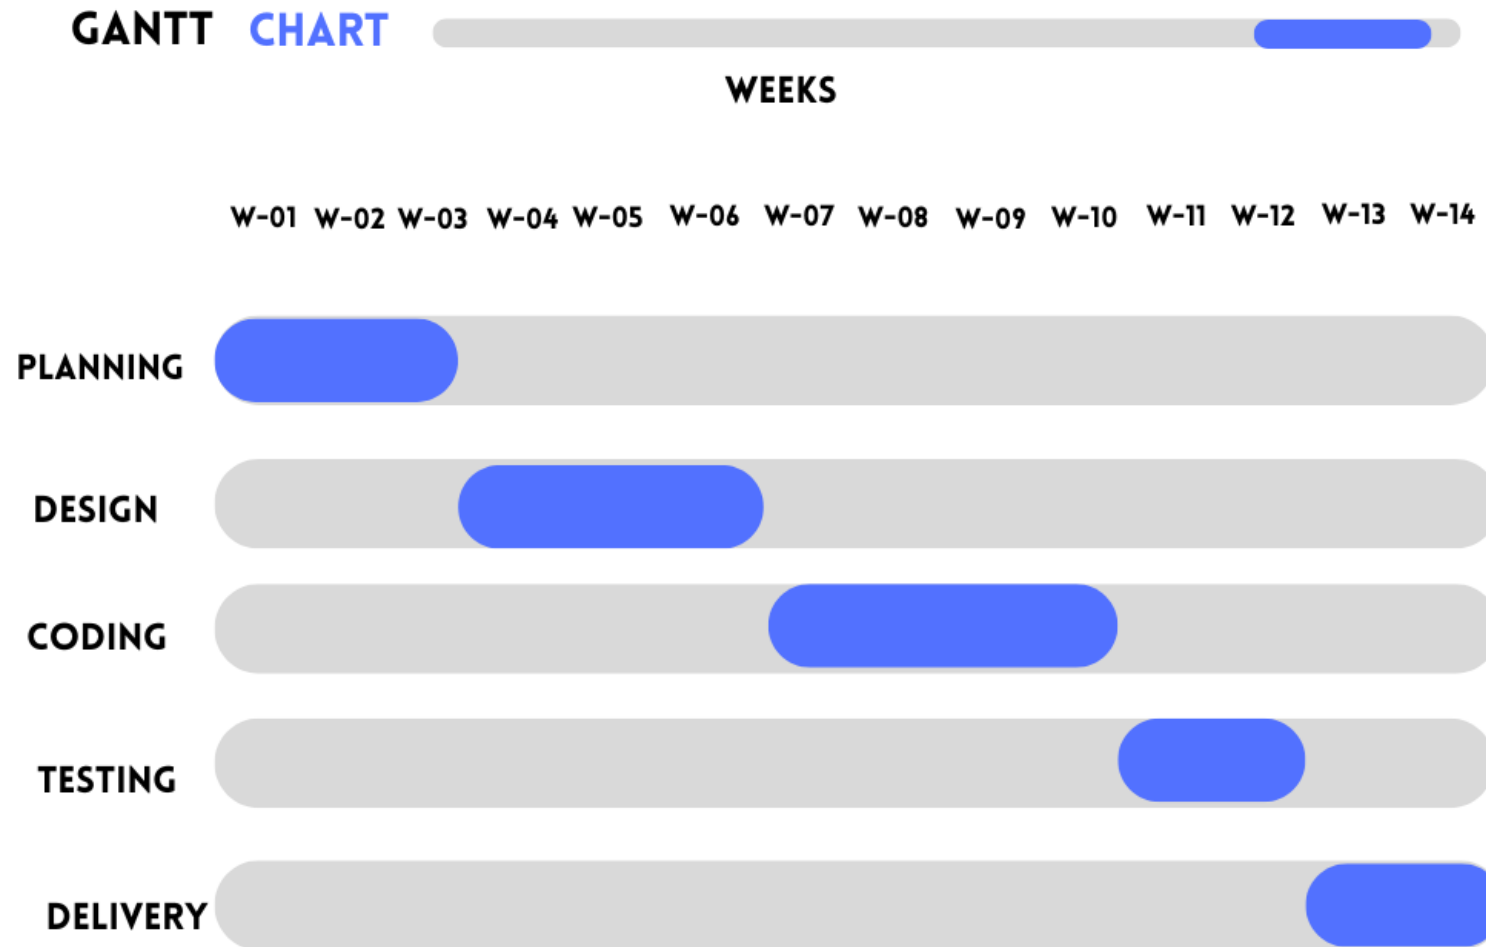 GANTT CHART
WEEKS
W-01 W-02 W-03 W-04 W-05 W-06 W-07 W-08 W-09 W-10 W-11 W-12 W-13 W-14
PLANNING
DESIGN
CODING
TESTING
DELIVERY